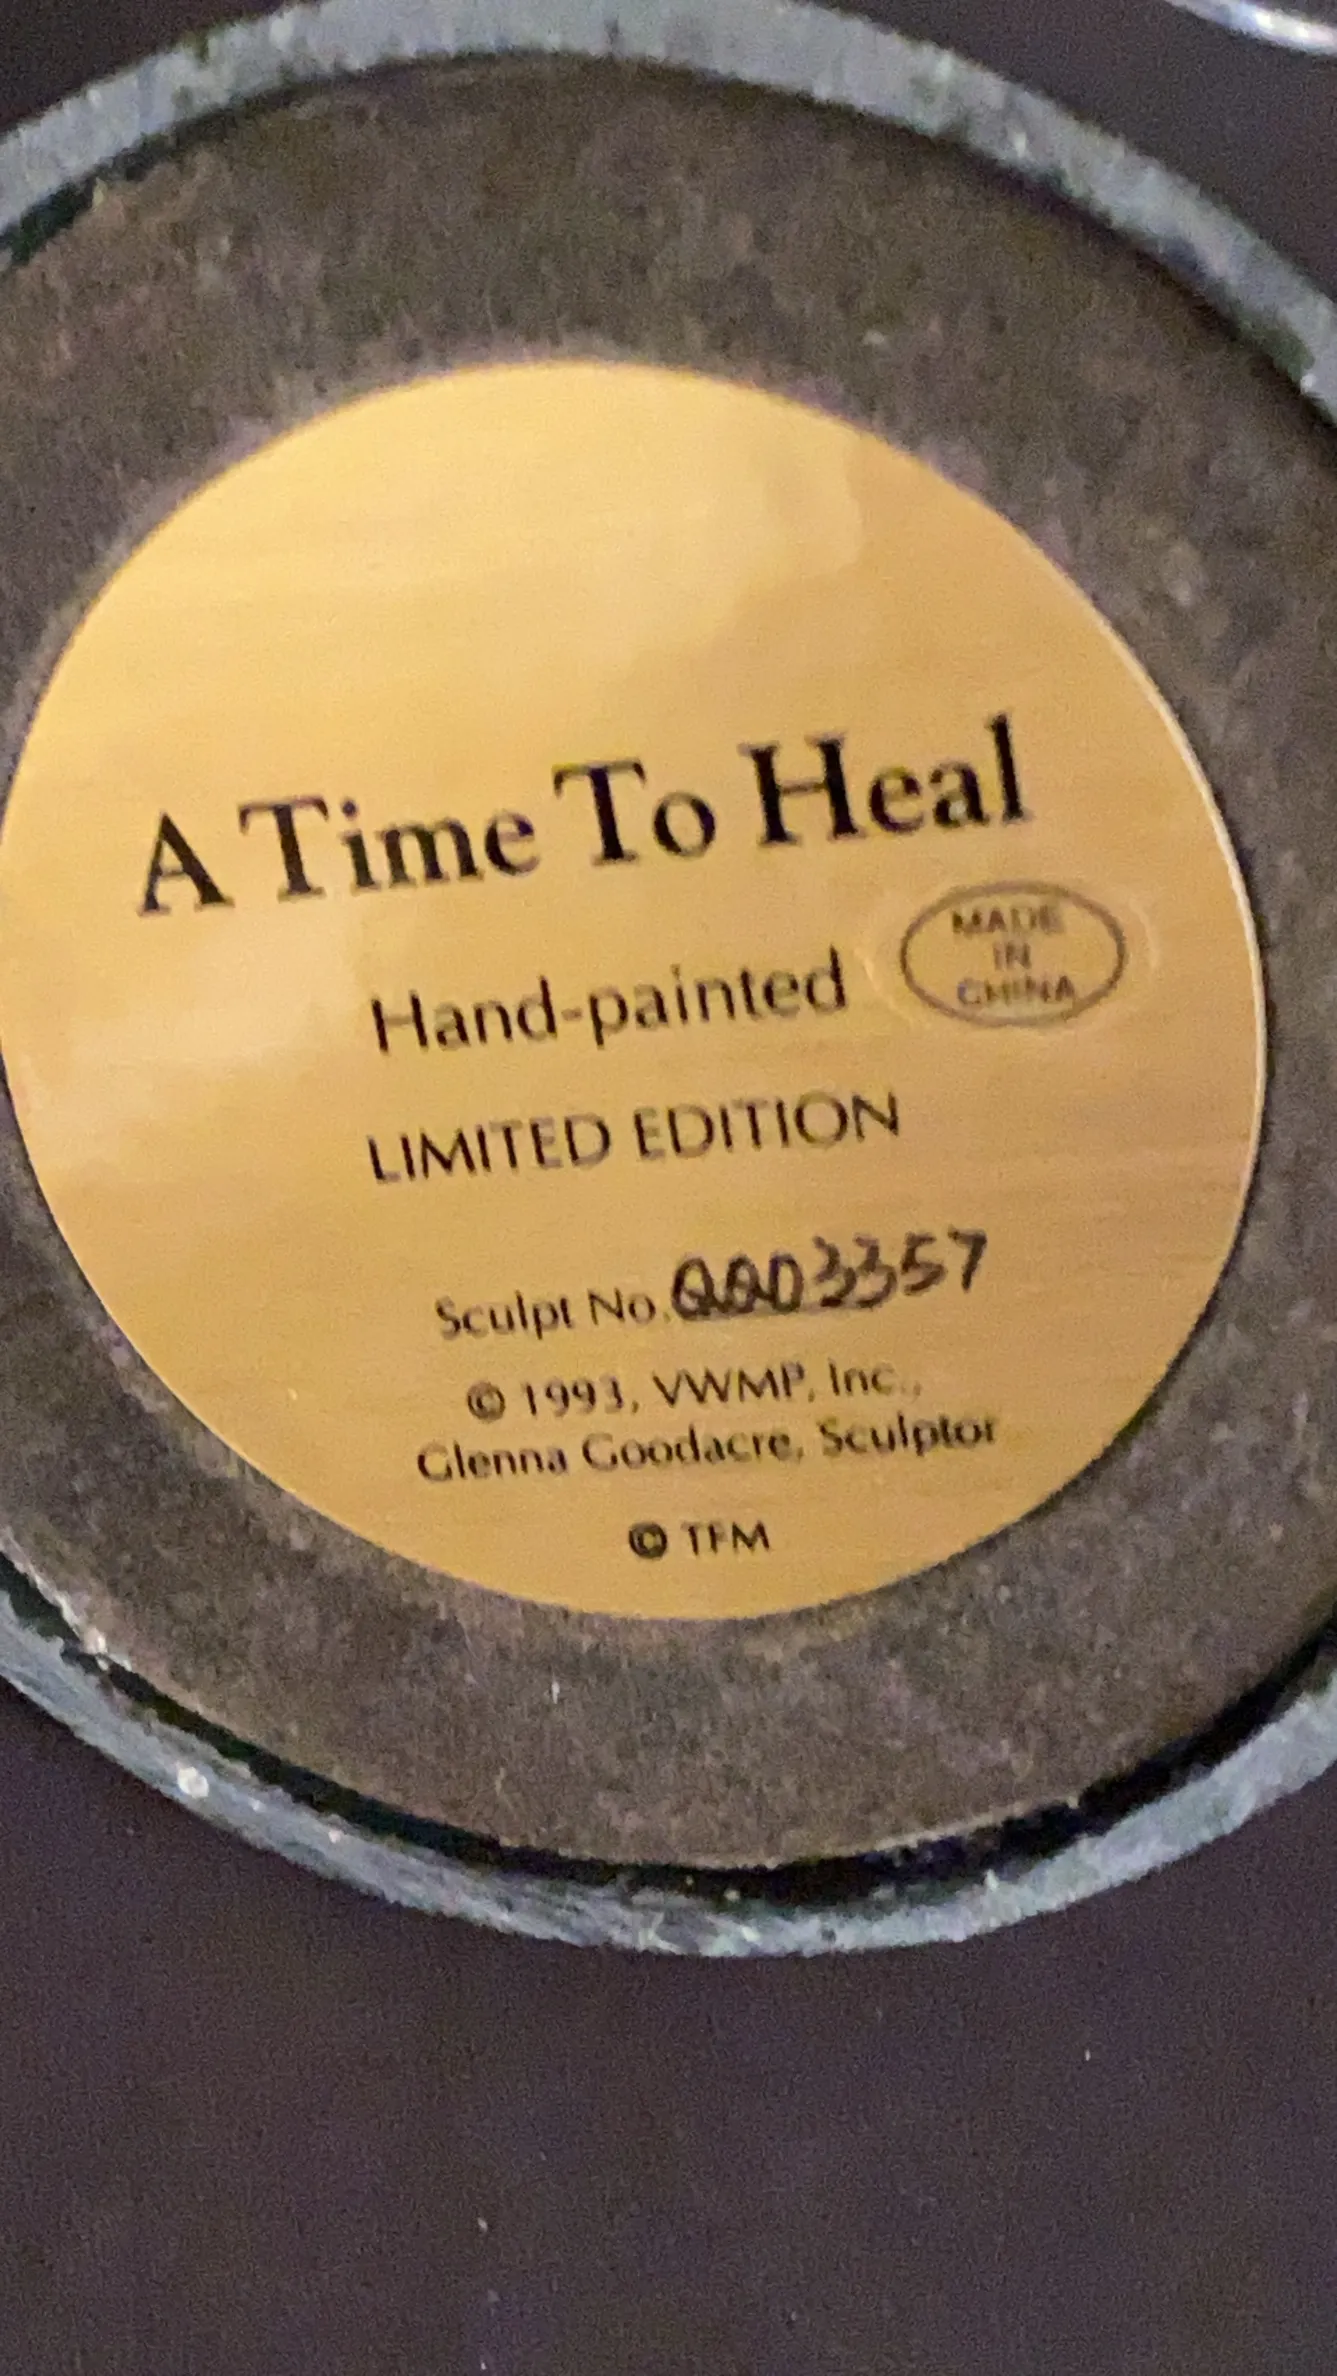 A Time To Heal
Hand-painted
MADE
IN
CHINA
LIMITED EDITION
Sculpt No. QQD3357
© 1993, VWMP, Inc.,
Glenna Goodacre, Sculptor
© TFM